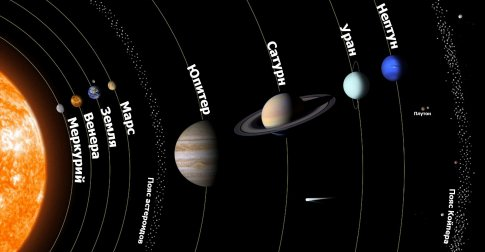 Меркурий
Венера
Земля
Марс
Пояс астероидов
Юпитер
Сатурн
Уран
Нептун
Плутон
Пояс Койпера